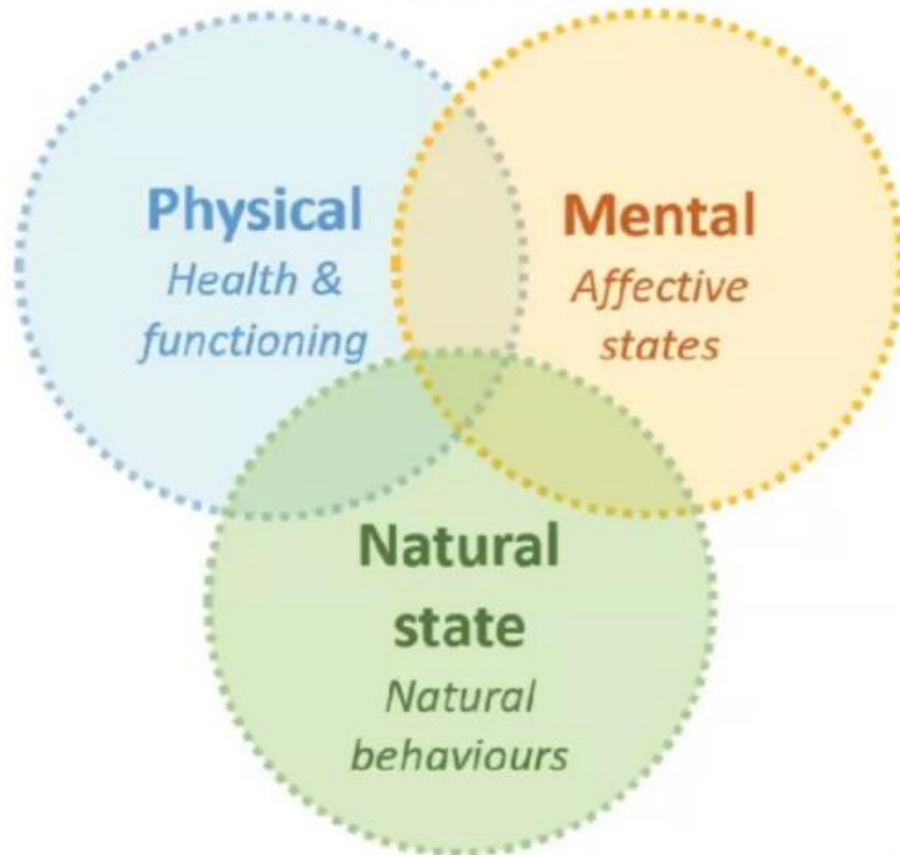 Physical
Health &
functioning
Mental
Affective
states
Natural
state
Natural
behaviours